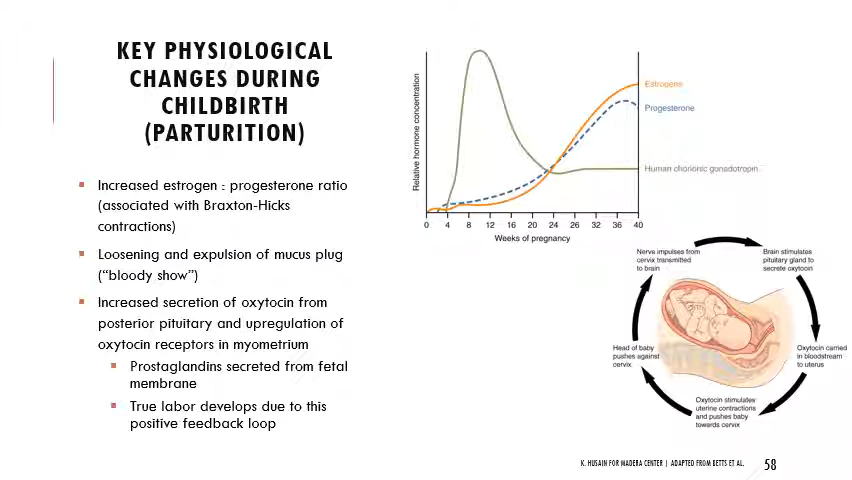 KEY PHYSIOLOGICAL
CHANGES DURING
CHILDBIRTH
(PARTURITION)
▪ Increased estrogen : progesterone ratio
(associated with Braxton-Hicks
contractions)
▪ Loosening and expulsion of mucus plug
("bloody show")
▪ Increased secretion of oxytocin from
posterior pituitary and upregulation of
oxytocin receptors in myometrium
▪ Prostaglandins secreted from fetal
membrane
▪ True labor develops due to this
positive feedback loop
Relative hormone concentration
Estrogens
Progesterone
Human chorionic gonadotropin
0 4 8 12 16 20 24 28 32 36 40
Weeks of pregnancy
Nerve impulses from
cervix transmitted
to brain
Brain stimulates
pituitary gland to
secrete oxytocin
Oxytocin carried
in bloodstream
to uterus
Oxytocin stimulates
uterine contractions
and pushes baby
towards cervix
Head of baby
pushes against
cervix
K. HUSAIN FOR MADERA CENTER | ADAPTED FROM BETTS ET AL.
58